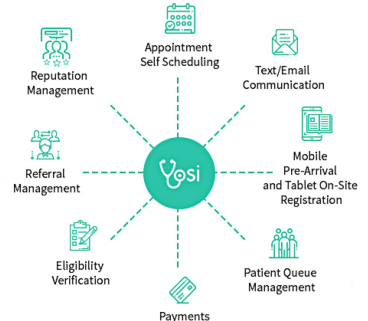 Appointment
Self Scheduling
Text/Email
Communication
Mobile
Pre-Arrival
and Tablet On-Site
Registration
Patient Queue
Management
Payments
Eligibility
Verification
Referral
Management
Reputation
Management
Yosi